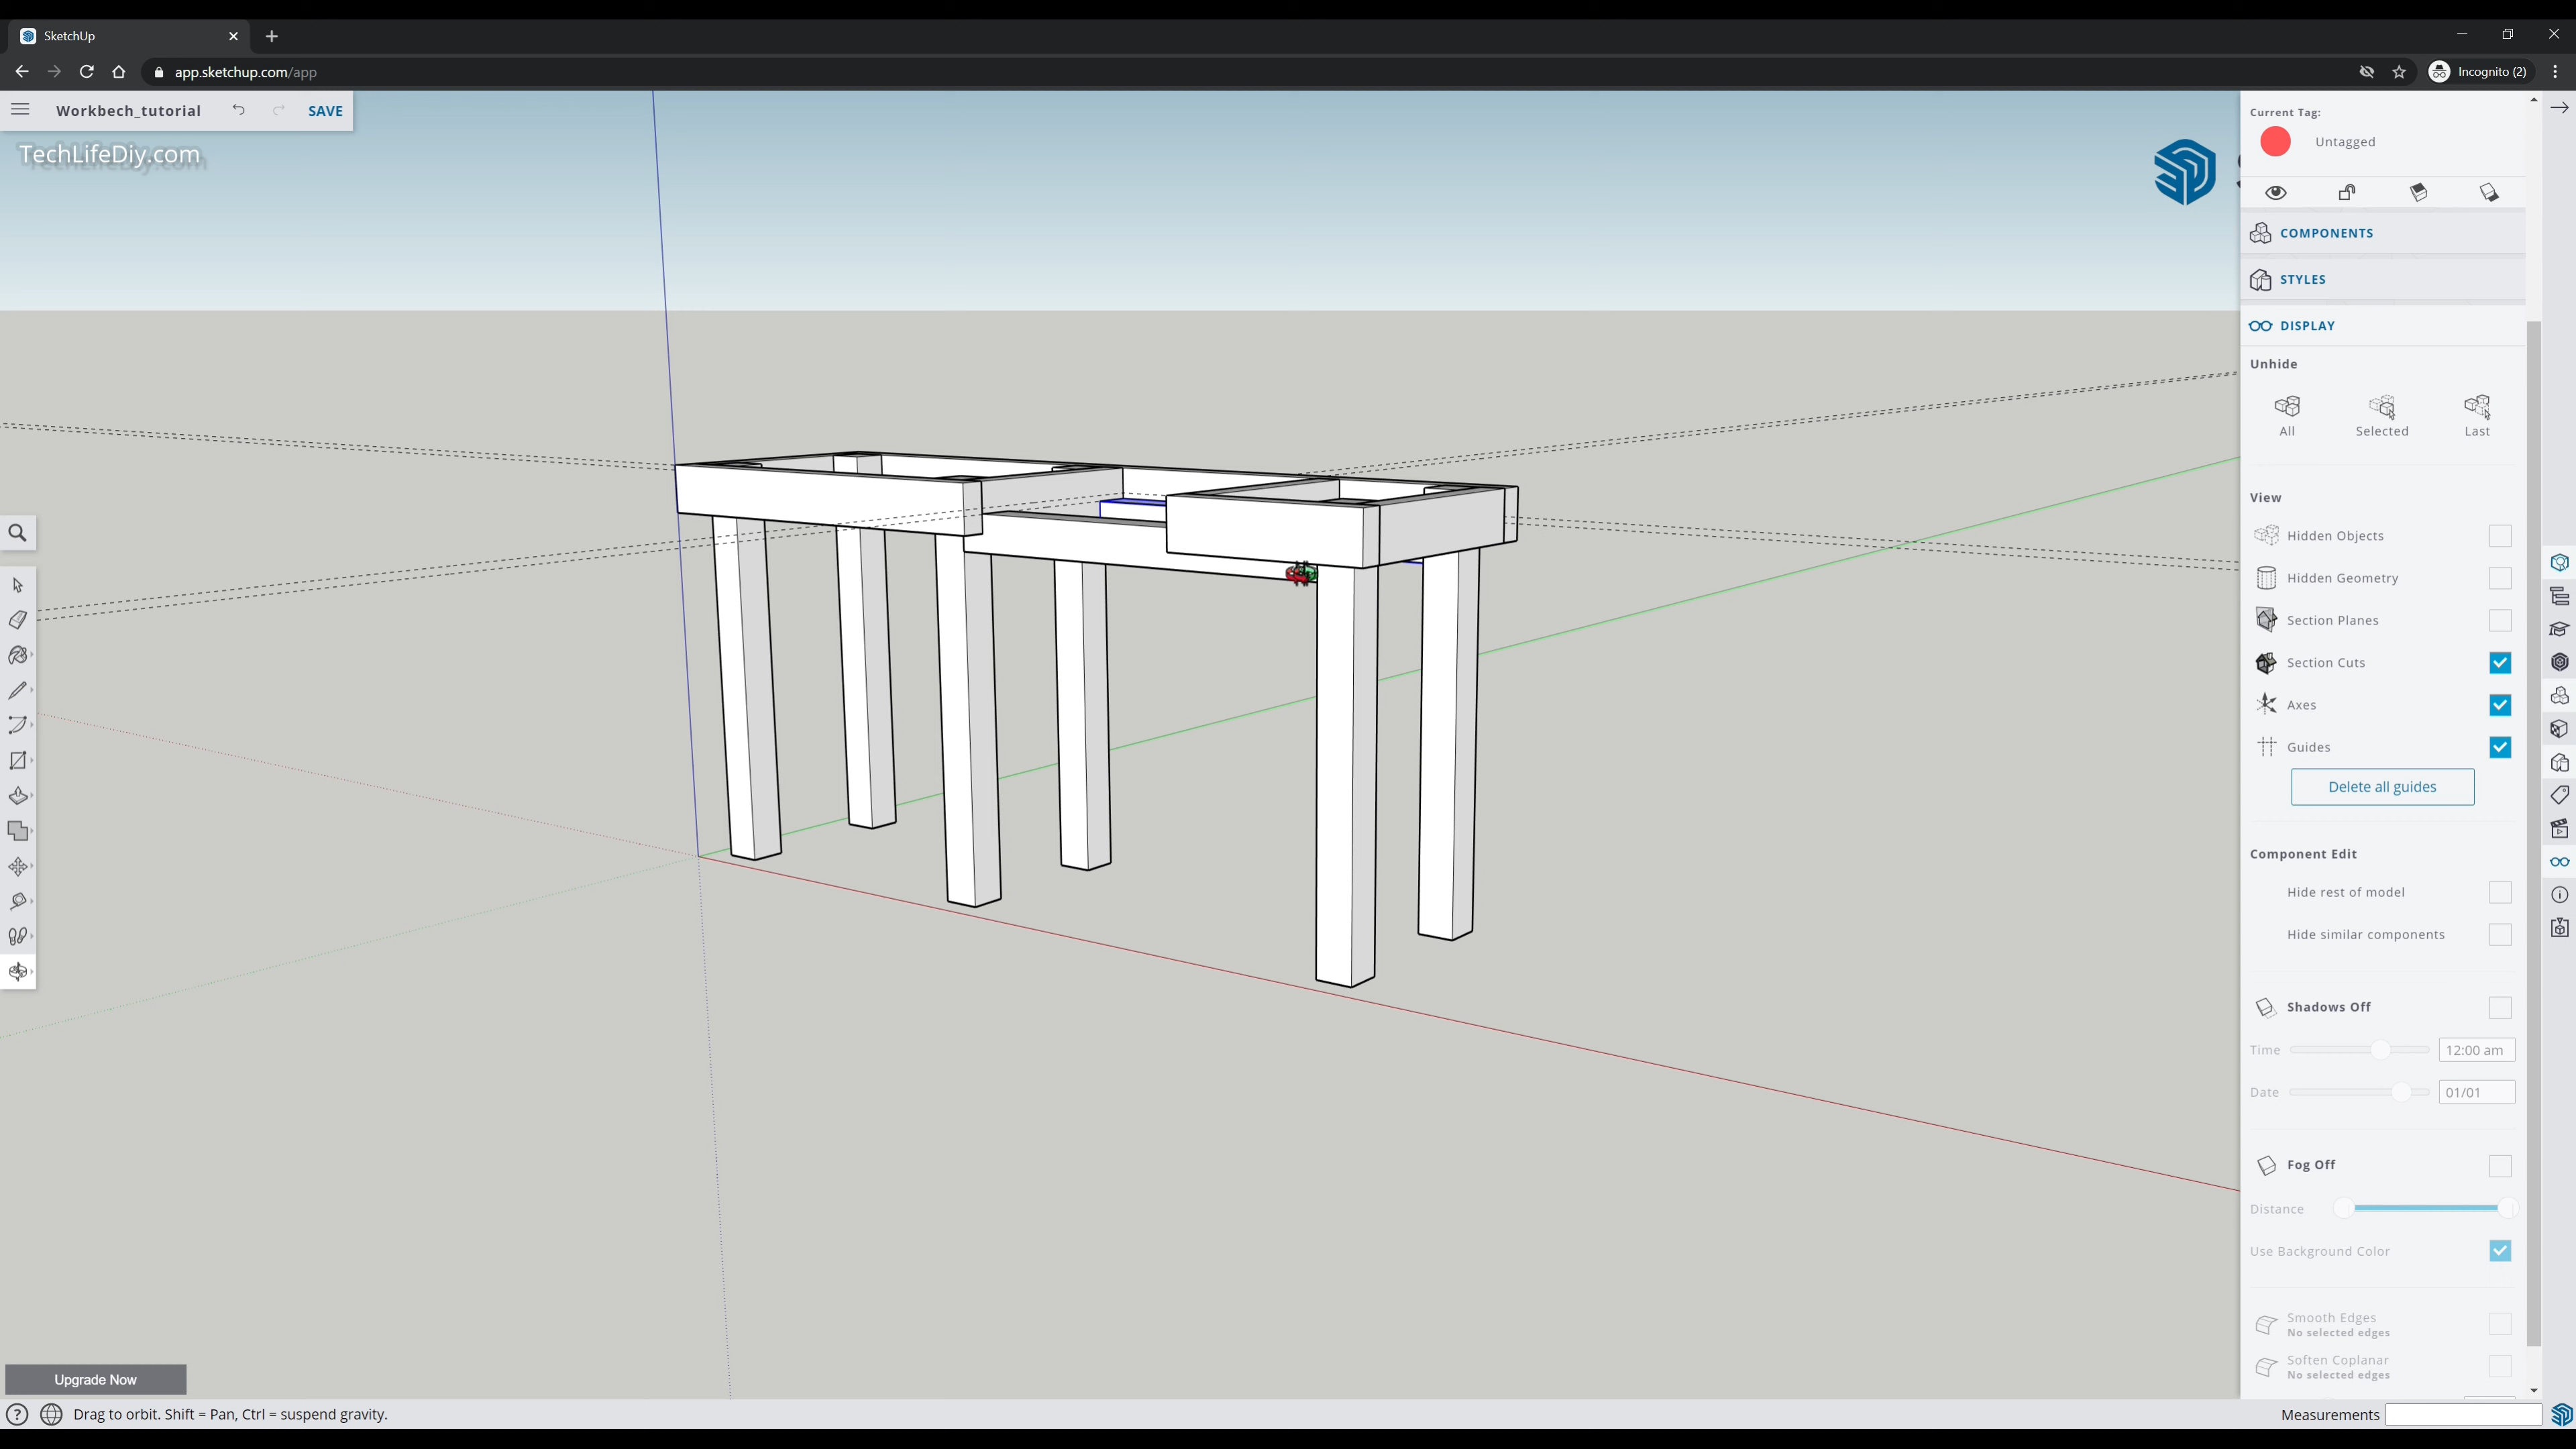 SketchUp
app.sketchup.com/app
Incognito (2)
Workbech_tutorial
SAVE
TechLifeDiy.com
Current Tag:
Untagged
COMPONENTS
STYLES
DISPLAY
Unhide
All Selected Last
View
Hidden Objects
Hidden Geometry
Section Planes
Section Cuts
Axes
Guides
Delete all guides
Component Edit
Hide rest of model
Hide similar components
Shadows Off
Time 12:00 am
Date 01/01
Fog Off
Distance
Use Background Color
Smooth Edges
No selected edges
Soften Coplanar
No selected edges
Upgrade Now
Drag to orbit. Shift = Pan, Ctrl = suspend gravity.
Measurements